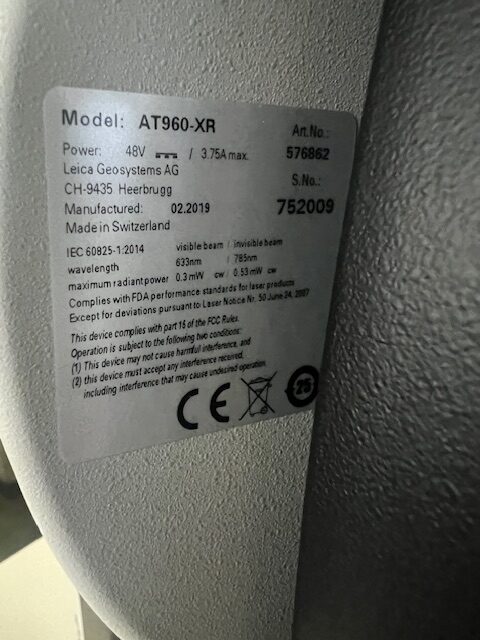 Model: AT960-XR
Art.No.:
Power: 48V ⎓ / 3.75A max.
576862
Leica Geosystems AG
S.No.:
CH-9435 Heerbrugg
Manufactured: 02.2019
752009
Made in Switzerland
IEC 60825-1:2014 visible beam / invisible beam
wavelength 633nm / 785nm
maximum radiant power 0.3 mW cw / 0.53 mW cw
Complies with FDA performance standards for laser products
Except for deviations pursuant to Laser Notice Nr. 50 June 24, 2007
This device complies with part 15 of the FCC Rules.
Operation is subject to the following two conditions:
(1) This device may not cause harmful interference, and
(2) this device must accept any interference received,
including interference that may cause undesired operation.
CE
25